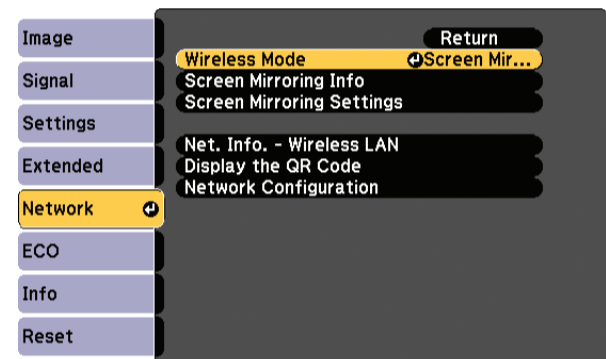 Image
Signal
Settings
Extended
Network
ECO
Info
Reset
Return
Wireless Mode Screen Mir...
Screen Mirroring Info
Screen Mirroring Settings
Net. Info. - Wireless LAN
Display the QR Code
Network Configuration